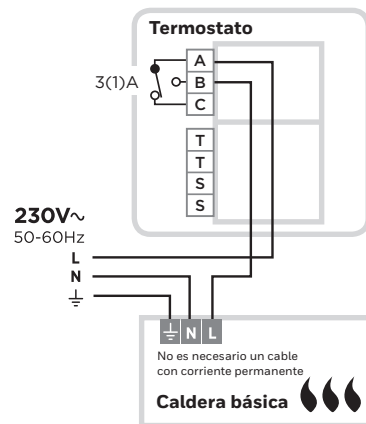 Termostato
3(1)A
A
B
C
T
T
S
S
230V~
50-60Hz
L
N
N L
No es necesario un cable
con corriente permanente
Caldera básica